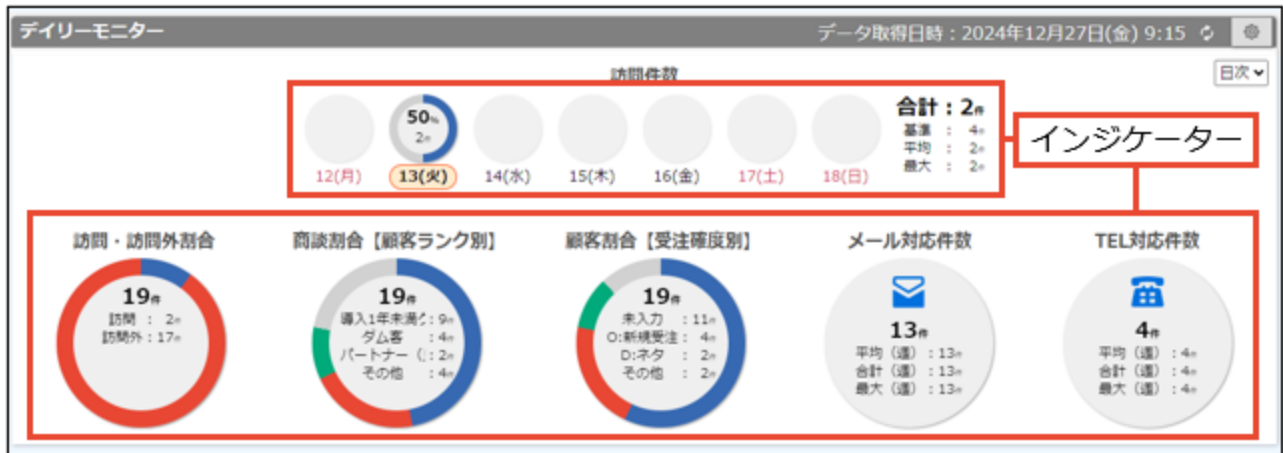 デイリーモニター
データ取得日時:2024年12月27日(金) 9:15
訪問件数
日次
50%
2件
12(月)
13(火)
14(水)
15(木)
16(金)
17(土)
18(日)
合計:2件
基準 : 4件
平均 : 2件
最大 : 2件
インジケーター
訪問・訪問外割合
19件
訪問 : 2件
訪問外:17件
商談割合【顧客ランク別】
19件
導入1年未満:9件
ダム客 :4件
パートナー(:2件
その他 :4件
顧客割合【受注確度別】
19件
未入力 :11件
O:新規受注: 4件
D:ネタ : 2件
その他 : 2件
メール対応件数
13件
平均(週):13件
合計(週):13件
最大(週):13件
TEL対応件数
4件
平均(週):4件
合計(週):4件
最大(週):4件